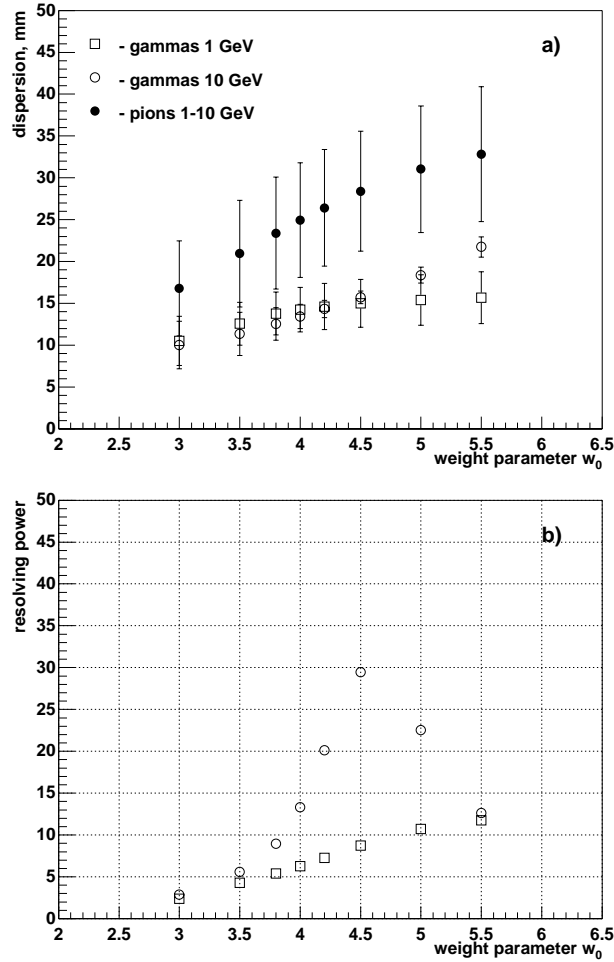 dispersion, mm
50
45
40
35
30
25
20
15
10
5
0
a)
- gammas 1 GeV
- gammas 10 GeV
- pions 1-10 GeV
2 2.5 3 3.5 4 4.5 5 5.5 6 6.5
weight parameter w0
resolving power
50
45
40
35
30
25
20
15
10
5
0
b)
2 2.5 3 3.5 4 4.5 5 5.5 6 6.5
weight parameter w0